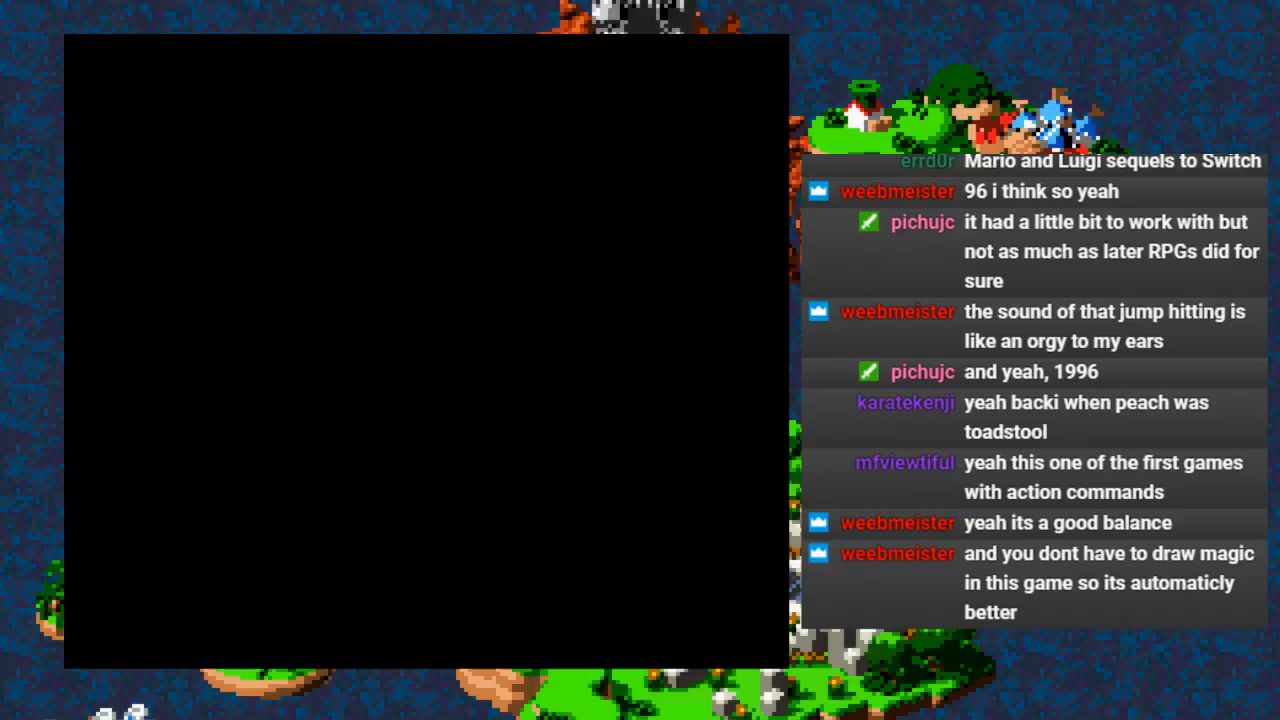 errd0r Mario and Luigi sequels to Switch
weebmeister 96 i think so yeah
pichujc it had a little bit to work with but
not as much as later RPGs did for
sure
weebmeister the sound of that jump hitting is
like an orgy to my ears
pichujc and yeah, 1996
karatekenji yeah backi when peach was
toadstool
mfviewtiful yeah this one of the first games
with action commands
weebmeister yeah its a good balance
weebmeister and you dont have to draw magic
in this game so its automaticly
better